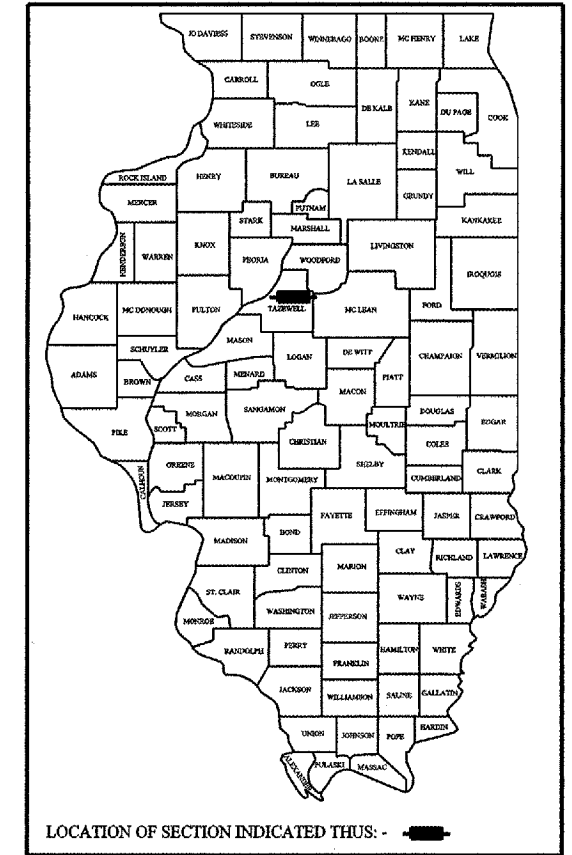 JO DAVIESS STEVENSON WINNEBAGO BOONE MC HENRY LAKE
CARROLL OGLE
DE KALB KANE DU PAGE COOK
WHITESIDE LEE
KENDALL
WILL
ROCK ISLAND HENRY BUREAU LA SALLE GRUNDY
MERCER PUTNAM
STARK MARSHALL KANKAKEE
HENDERSON WARREN KNOX PEORIA WOODFORD LIVINGSTON
IROQUOIS
HANCOCK MC DONOUGH FULTON TAZEWELL MC LEAN FORD
MASON
SCHUYLER LOGAN DE WITT CHAMPAIGN VERMILION
ADAMS BROWN CASS MENARD PIATT
MACON
MORGAN SANGAMON DOUGLAS EDGAR
PIKE SCOTT CHRISTIAN MOULTRIE
COLES
GREENE MACOUPIN SHELBY
CALHOUN MONTGOMERY CUMBERLAND CLARK
JERSEY FAYETTE EFFINGHAM JASPER CRAWFORD
MADISON BOND
CLAY RICHLAND LAWRENCE
CLINTON MARION
ST. CLAIR WAYNE EDWARDS WABASH
WASHINGTON JEFFERSON
MONROE
RANDOLPH PERRY HAMILTON WHITE
FRANKLIN
JACKSON WILLIAMSON SALINE GALLATIN
UNION JOHNSON POPE HARDIN
ALEXANDER PULASKI MASSAC
LOCATION OF SECTION INDICATED THUS: -